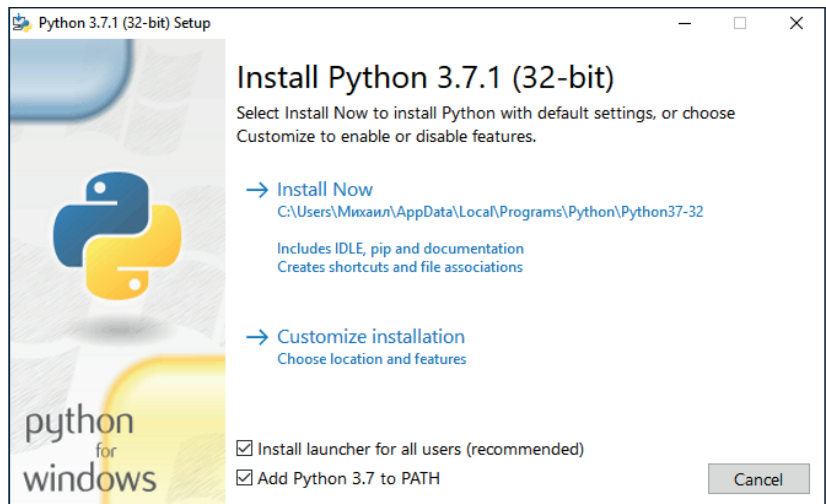 Python 3.7.1 (32-bit) Setup
Install Python 3.7.1 (32-bit)
Select Install Now to install Python with default settings, or choose
Customize to enable or disable features.
Install Now
C:\Users\Михаил\AppData\Local\Programs\Python\Python37-32
Includes IDLE, pip and documentation
Creates shortcuts and file associations
Customize installation
Choose location and features
python
for
windows
Install launcher for all users (recommended)
Add Python 3.7 to PATH
Cancel